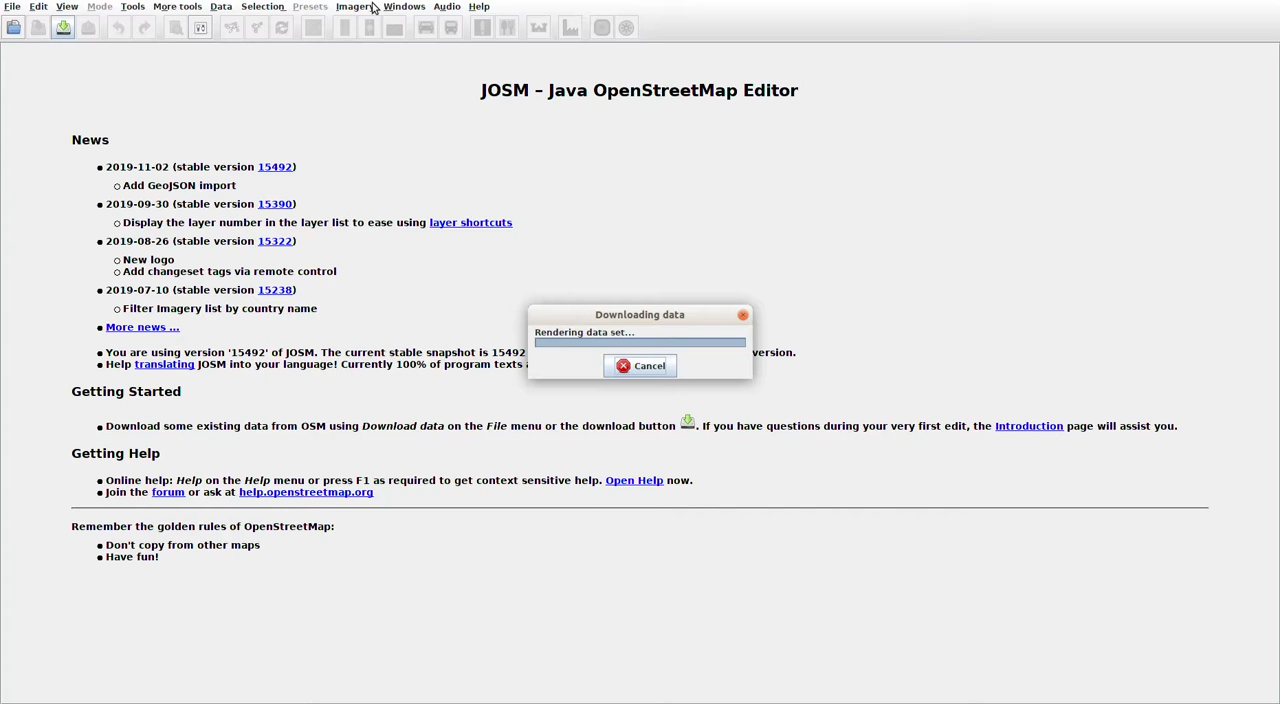 File Edit View Mode Tools More tools Data Selection Presets Imagery Windows Audio Help
JOSM – Java OpenStreetMap Editor
News
2019-11-02 (stable version 15492)
Add GeoJSON import
2019-09-30 (stable version 15390)
Display the layer number in the layer list to ease using layer shortcuts
2019-08-26 (stable version 15322)
New logo
Add changeset tags via remote control
2019-07-10 (stable version 15238)
Filter Imagery list by country name
More news ...
Downloading data
Rendering data set...
Cancel
You are using version '15492' of JOSM. The current stable snapshot is 15492 version.
Help translating JOSM into your language! Currently 100% of program texts
Getting Started
Download some existing data from OSM using Download data on the File menu or the download button . If you have questions during your very first edit, the Introduction page will assist you.
Getting Help
Online help: Help on the Help menu or press F1 as required to get context sensitive help. Open Help now.
Join the forum or ask at help.openstreetmap.org
Remember the golden rules of OpenStreetMap:
Don't copy from other maps
Have fun!